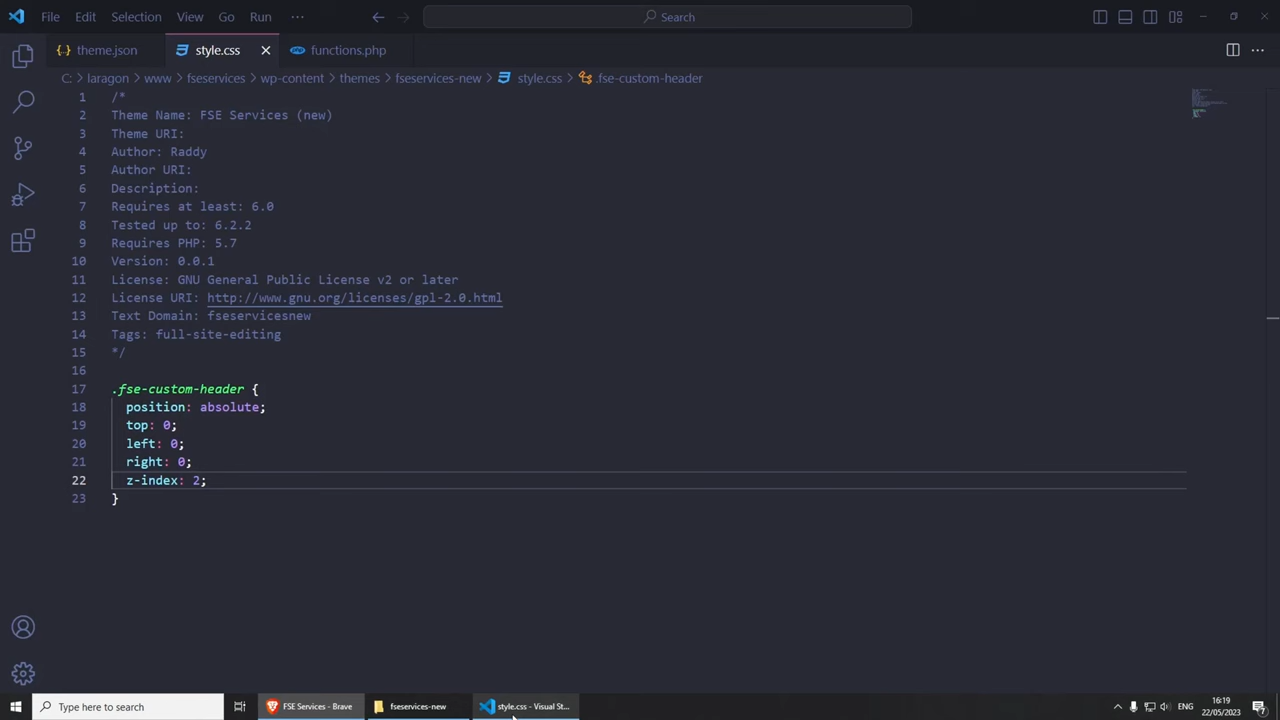 File Edit Selection View Go Run ··· Search
theme.json style.css functions.php
C: > laragon > www > fseservices > wp-content > themes > fseservices-new > style.css > .fse-custom-header
1 /*
2 Theme Name: FSE Services (new)
3 Theme URI:
4 Author: Raddy
5 Author URI:
6 Description:
7 Requires at least: 6.0
8 Tested up to: 6.2.2
9 Requires PHP: 5.7
10 Version: 0.0.1
11 License: GNU General Public License v2 or later
12 License URI: http://www.gnu.org/licenses/gpl-2.0.html
13 Text Domain: fseservicesnew
14 Tags: full-site-editing
15 */
16
17 .fse-custom-header {
18 position: absolute;
19 top: 0;
20 left: 0;
21 right: 0;
22 z-index: 2;
23 }
Type here to search FSE Services - Brave fseservices-new style.css - Visual St... ENG 16:19
22/05/2023